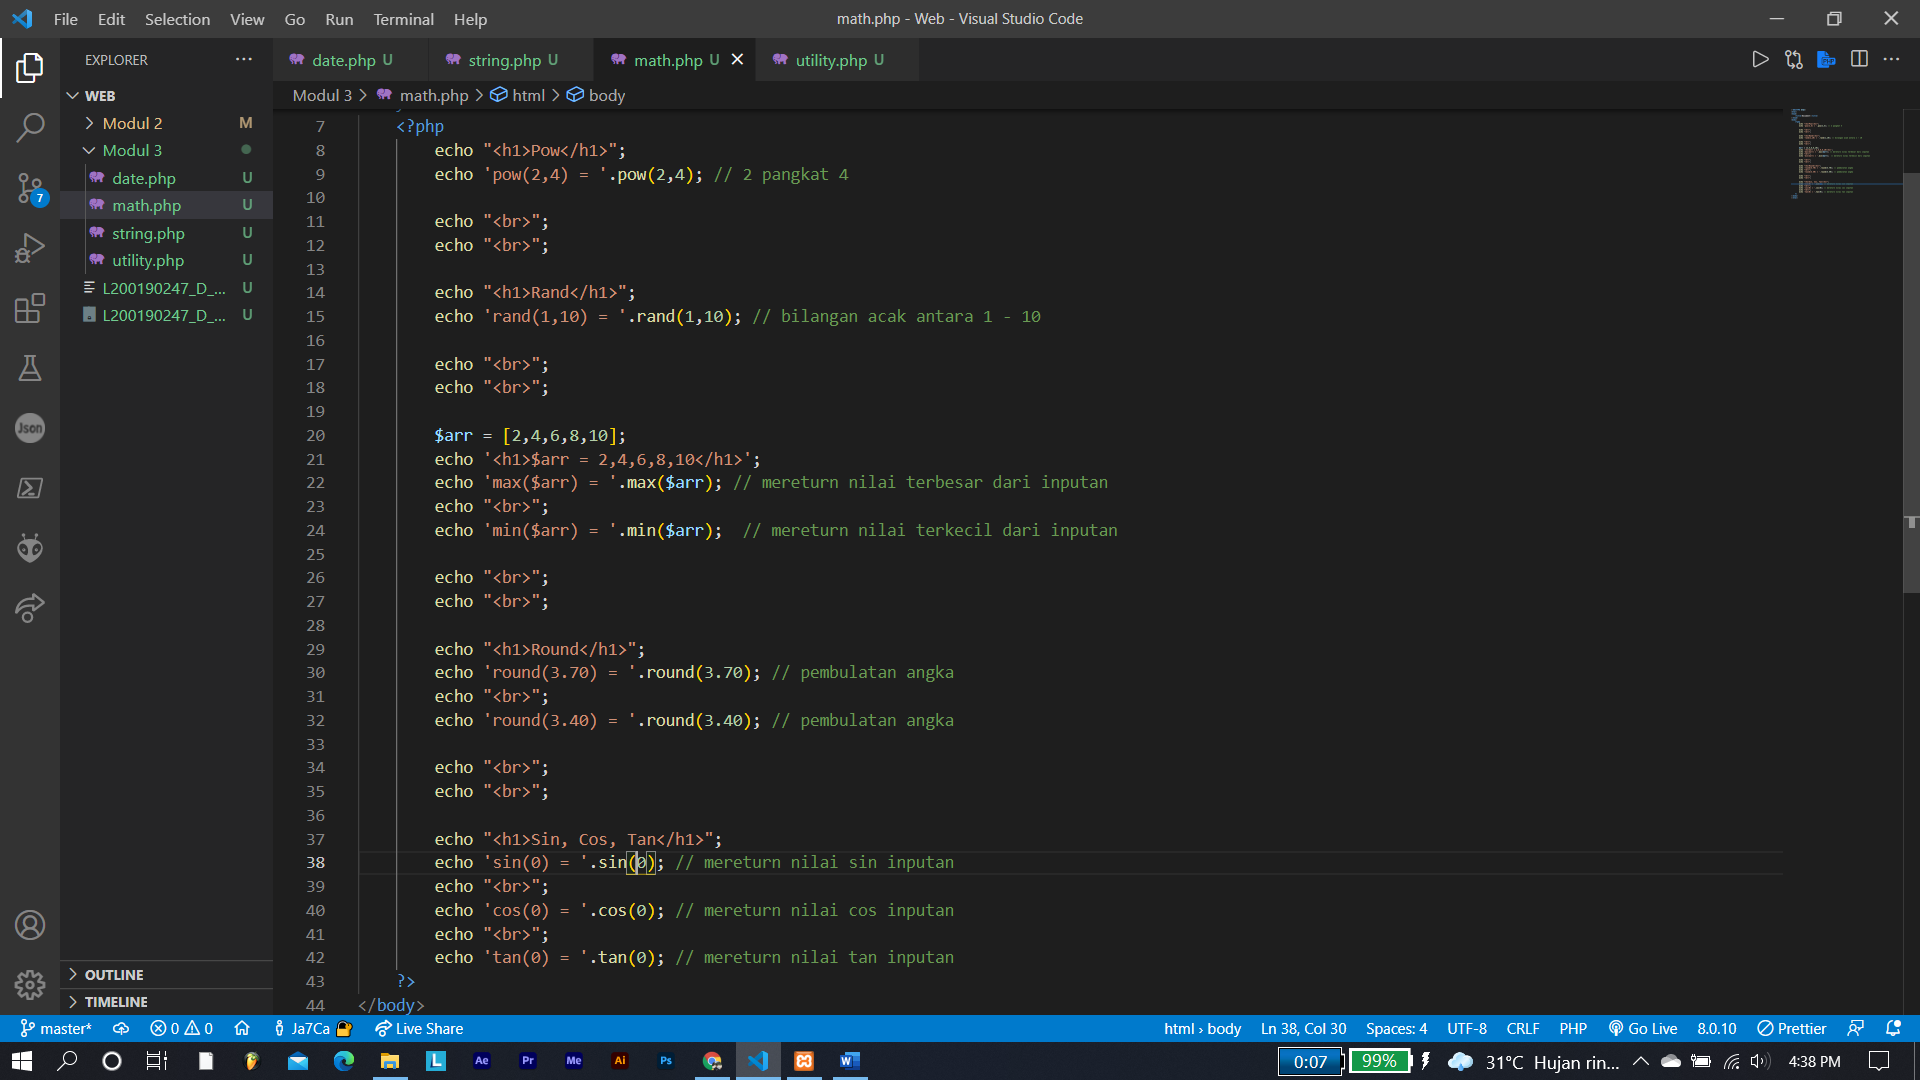 File Edit Selection View Go Run Terminal Help
math.php - Web - Visual Studio Code
EXPLORER
WEB
Modul 2 M
Modul 3
date.php U
math.php U
string.php U
utility.php U
L200190247_D_... U
L200190247_D_... U
Json
7
OUTLINE
TIMELINE
date.php U string.php U math.php U utility.php U
Modul 3 math.php html body
7 <?php
8 echo "<h1>Pow</h1>";
9 echo 'pow(2,4) = '.pow(2,4); // 2 pangkat 4
10
11 echo "<br>";
12 echo "<br>";
13
14 echo "<h1>Rand</h1>";
15 echo 'rand(1,10) = '.rand(1,10); // bilangan acak antara 1 - 10
16
17 echo "<br>";
18 echo "<br>";
19
20 $arr = [2,4,6,8,10];
21 echo '<h1>$arr = 2,4,6,8,10</h1>';
22 echo 'max($arr) = '.max($arr); // mereturn nilai terbesar dari inputan
23 echo "<br>";
24 echo 'min($arr) = '.min($arr);  // mereturn nilai terkecil dari inputan
25
26 echo "<br>";
27 echo "<br>";
28
29 echo "<h1>Round</h1>";
30 echo 'round(3.70) = '.round(3.70); // pembulatan angka
31 echo "<br>";
32 echo 'round(3.40) = '.round(3.40); // pembulatan angka
33
34 echo "<br>";
35 echo "<br>";
36
37 echo "<h1>Sin, Cos, Tan</h1>";
38 echo 'sin(0) = '.sin(0); // mereturn nilai sin inputan
39 echo "<br>";
40 echo 'cos(0) = '.cos(0); // mereturn nilai cos inputan
41 echo "<br>";
42 echo 'tan(0) = '.tan(0); // mereturn nilai tan inputan
43 ?>
44 </body>
master* 0 0 Ja7Ca Live Share html › body Ln 38, Col 30 Spaces: 4 UTF-8 CRLF PHP Go Live 8.0.10 Prettier
L Ae Pr Me Ai Ps W 0:07 99% 31°C Hujan rin... 4:38 PM